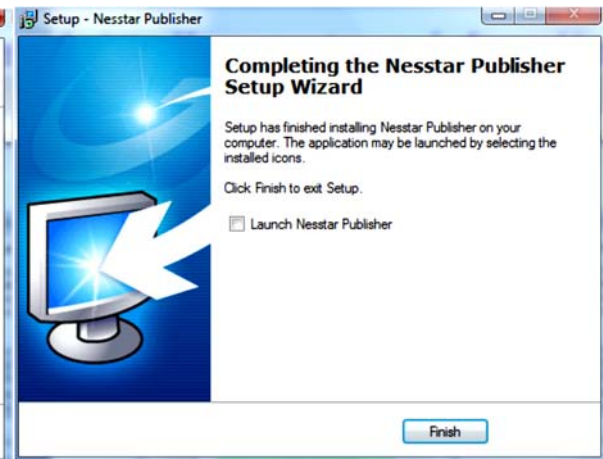 Setup - Nesstar Publisher
Completing the Nesstar Publisher
Setup Wizard
Setup has finished installing Nesstar Publisher on your
computer. The application may be launched by selecting the
installed icons.
Click Finish to exit Setup.
Launch Nesstar Publisher
Finish